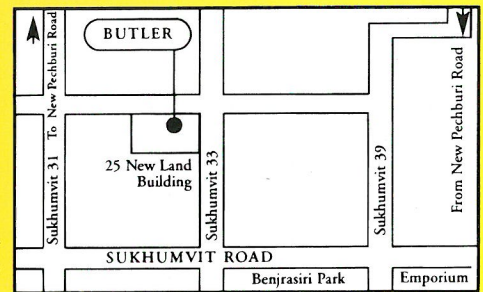 BUTLER
To New Pechburi Road
From New Pechburi Road
25 New Land
Building
Sukhumvit 31
Sukhumvit 33
Sukhumvit 39
SUKHUMVIT ROAD
Benjrasiri Park
Emporium